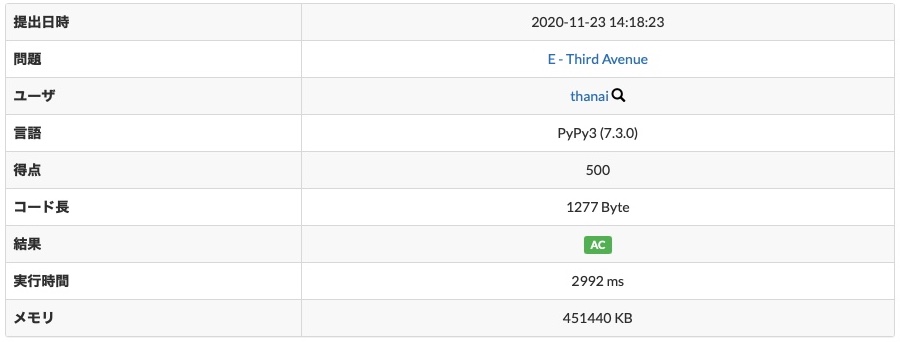 提出日時 2020-11-23 14:18:23
問題 E - Third Avenue
ユーザ thanai
言語 PyPy3 (7.3.0)
得点 500
コード長 1277 Byte
結果 AC
実行時間 2992 ms
メモリ 451440 KB